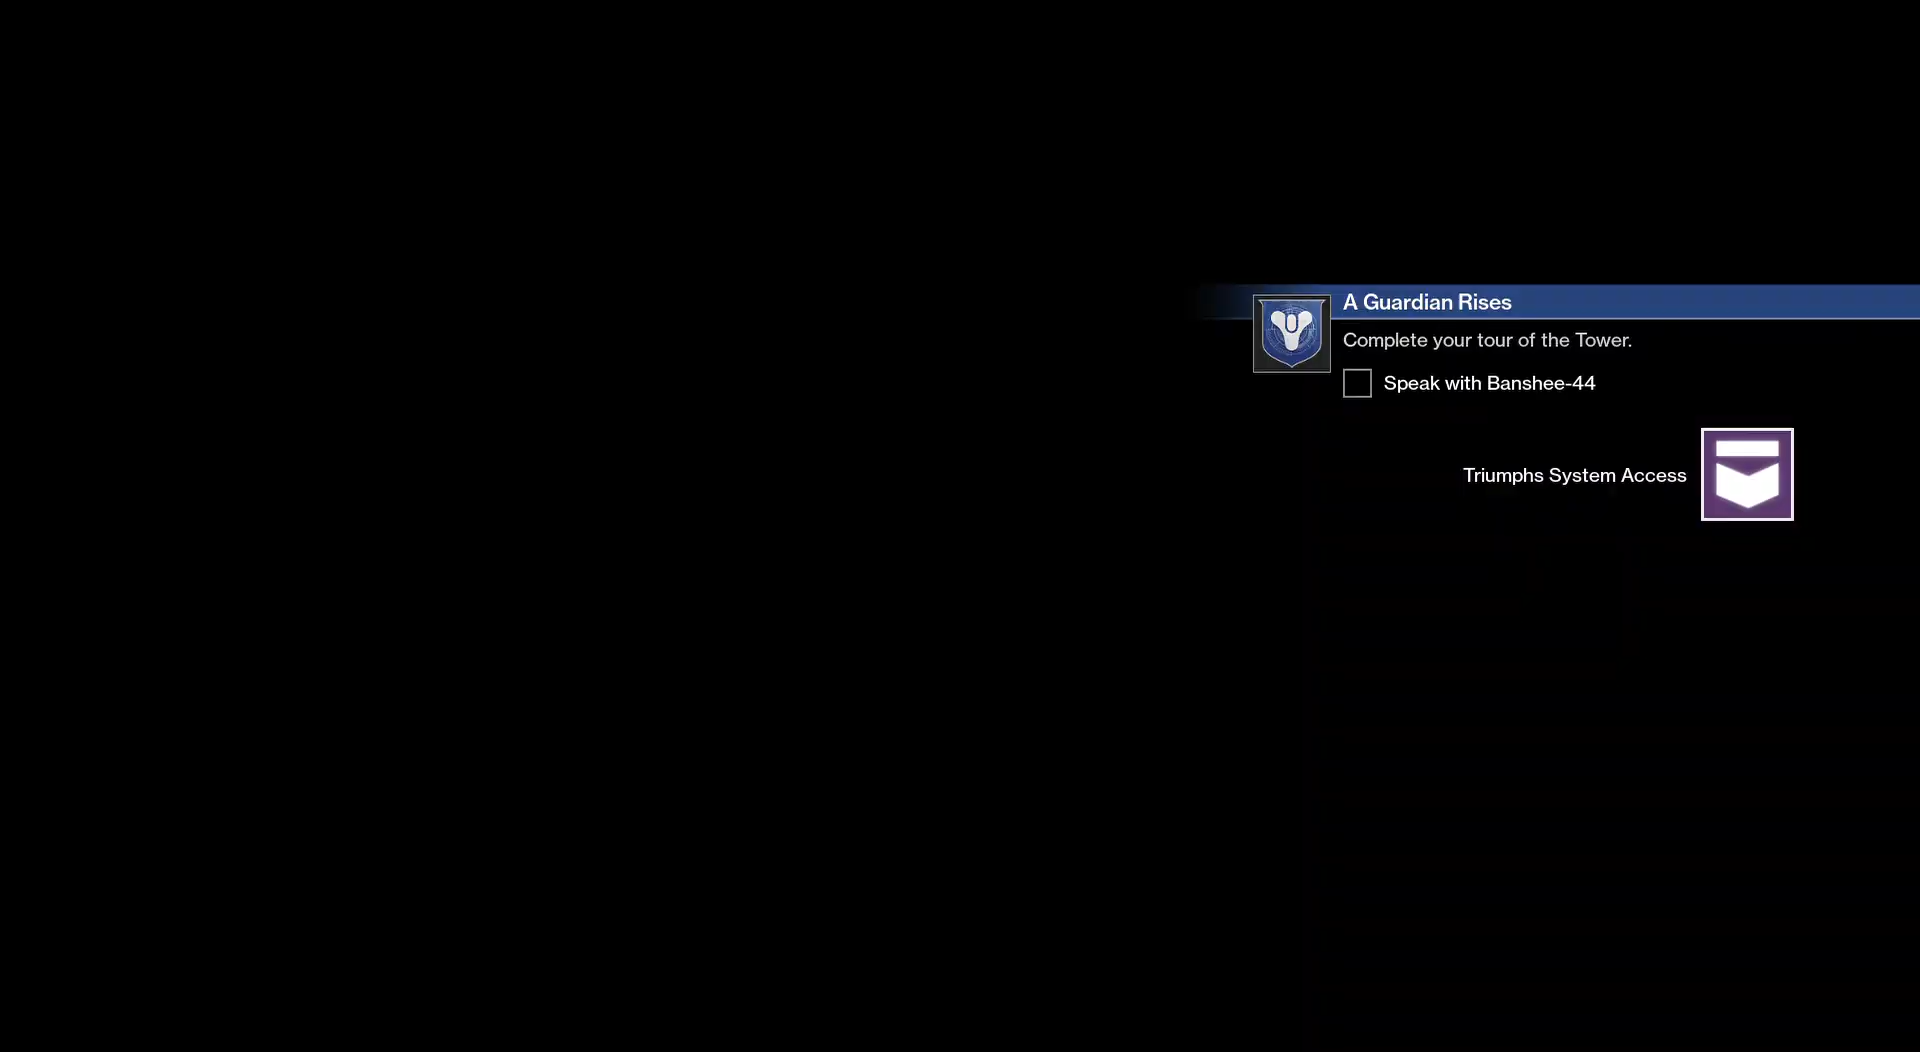 A Guardian Rises
Complete your tour of the Tower.
Speak with Banshee-44
Triumphs System Access